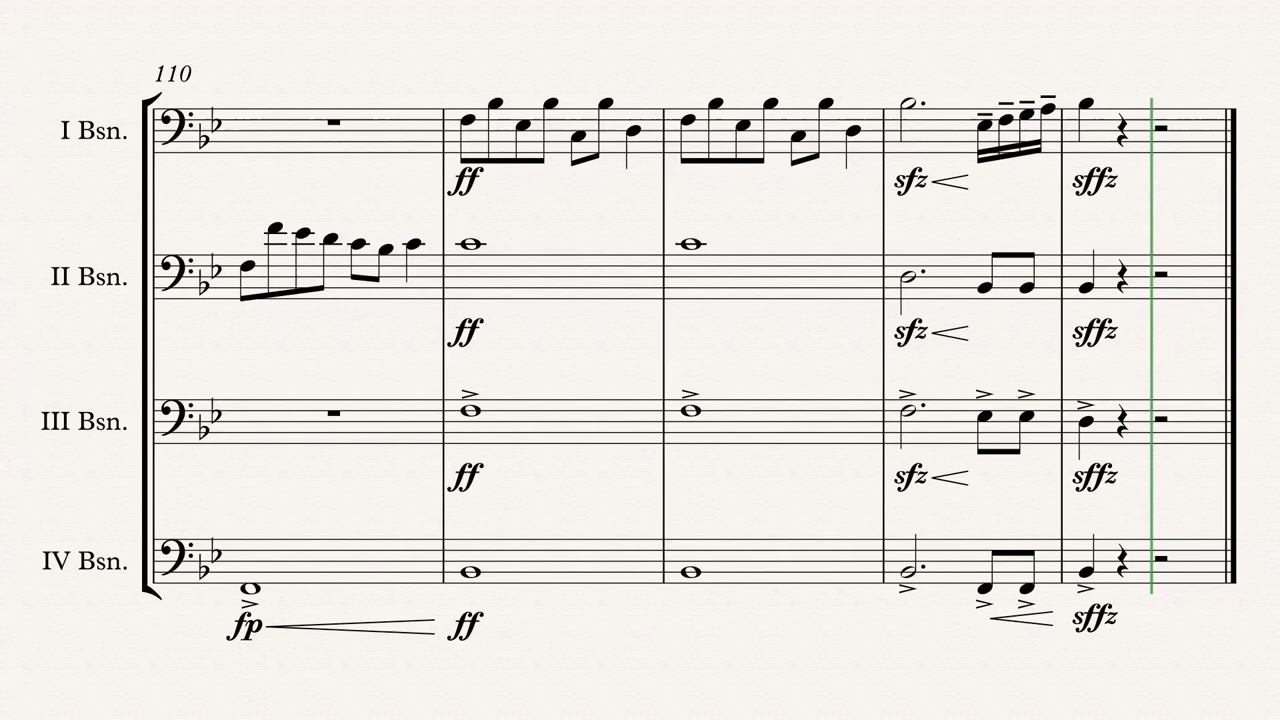 110
I Bsn.
ff sfz sffz
II Bsn.
ff sfz sffz
III Bsn.
ff sfz sffz
IV Bsn.
fp ff sffz